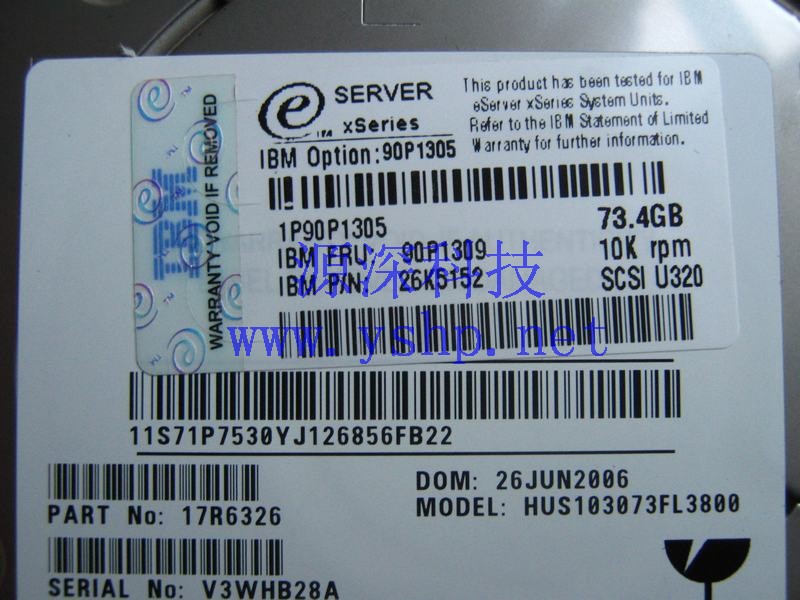 WARRANTY VOID IF REMOVED
IBM
e SERVER
IBM xSeries
This product has been tested for IBM
eServer xSeries System Units.
Refer to the IBM Statement of Limited
Warranty for further information.
IBM Option:90P1305
1P90P1305
73.4GB
IBM FRU: 90P1309
10K rpm
IBM P/N: 26K5152
SCSI U320
源深科技
www.yshp.net
11S71P7530YJ126856FB22
DOM: 26JUN2006
PART No: 17R6326
MODEL: HUS103073FL3800
SERIAL No: V3WHB28A